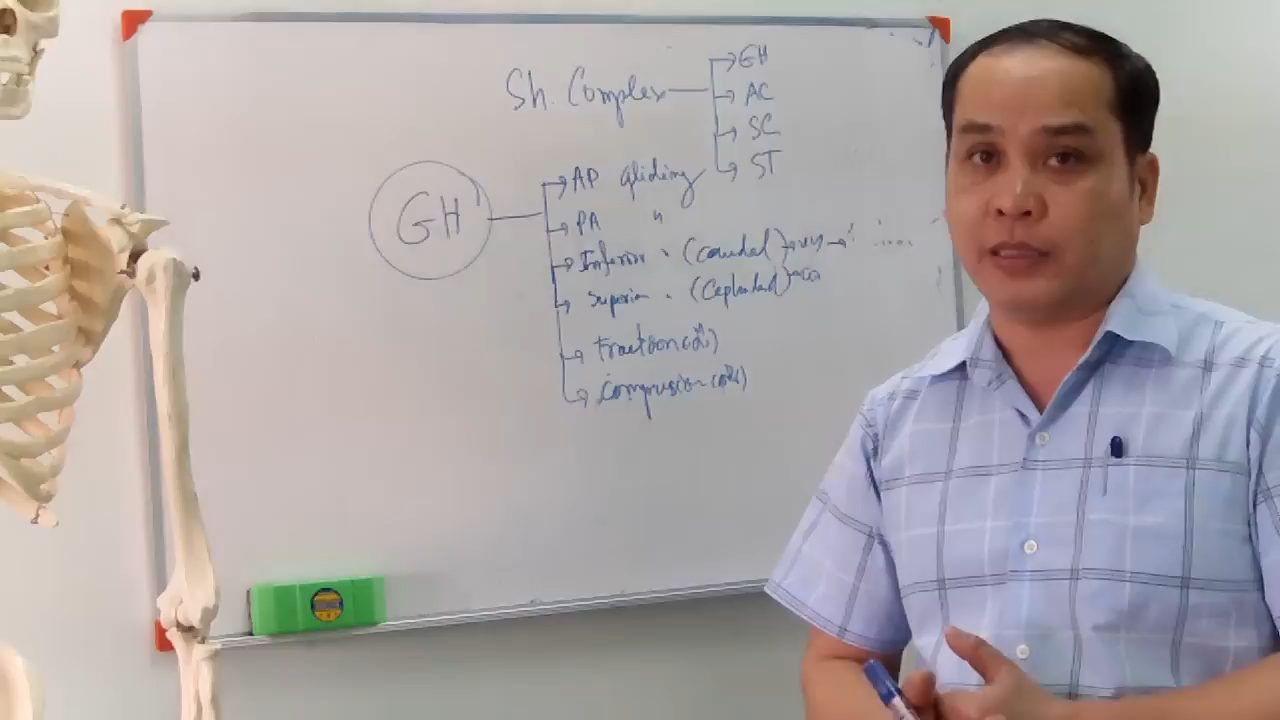 Sh. Complex → GH
→ AC
→ SC
→ ST
GH → AP gliding
→ PA "
→ Inferior " (caudal)
→ Superior " (Cephalad)
→ traction
→ compression